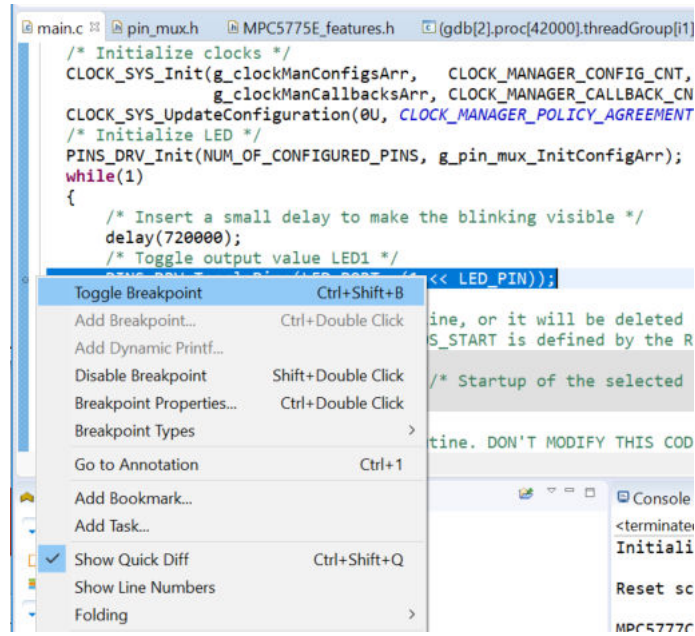 main.c pin_mux.h MPC5775E_features.h (gdb[2].proc[42000].threadGroup[i1]
/* Initialize clocks */
CLOCK_SYS_Init(g_clockManConfigsArr, CLOCK_MANAGER_CONFIG_CNT,
g_clockManCallbacksArr, CLOCK_MANAGER_CALLBACK_CN
CLOCK_SYS_UpdateConfiguration(0U, CLOCK_MANAGER_POLICY_AGREEMENT
/* Initialize LED */
PINS_DRV_Init(NUM_OF_CONFIGURED_PINS, g_pin_mux_InitConfigArr);
while(1)
{
/* Insert a small delay to make the blinking visible */
delay(720000);
/* Toggle output value LED1 */
<< LED_PIN));
Toggle Breakpoint Ctrl+Shift+B
Add Breakpoint... Ctrl+Double Click ine, or it will be deleted
Add Dynamic Printf... S_START is defined by the R
Disable Breakpoint Shift+Double Click /* Startup of the selected
Breakpoint Properties... Ctrl+Double Click
Breakpoint Types > tine. DON'T MODIFY THIS COD
Go to Annotation Ctrl+1
Add Bookmark... Console
Add Task... <terminated
Show Quick Diff Ctrl+Shift+Q Initiali
Show Line Numbers Reset sc
Folding > MPC5777C